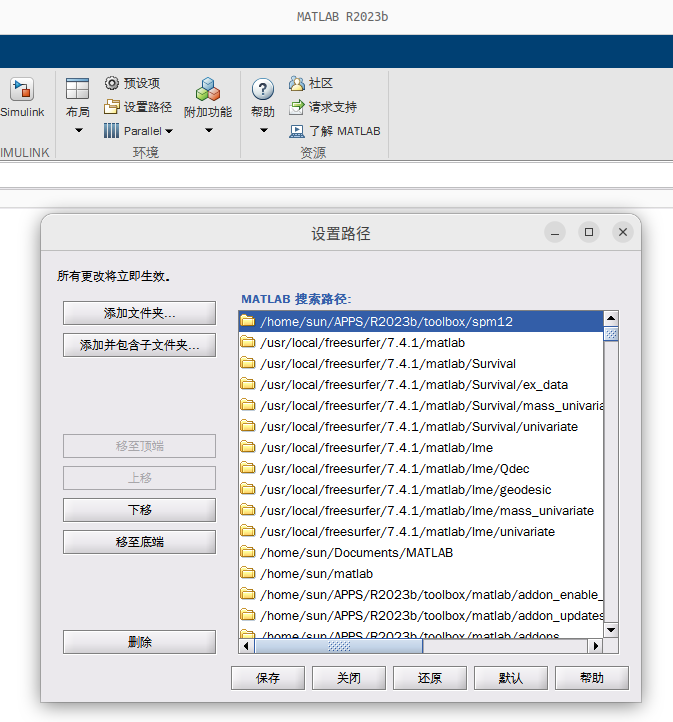 MATLAB R2023b
Simulink
布局
预设项
设置路径
Parallel
附加功能
帮助
社区
请求支持
了解 MATLAB
IMULINK
环境
资源
设置路径
所有更改将立即生效。
MATLAB 搜索路径:
添加文件夹...
添加并包含子文件夹...
移至顶端
上移
下移
移至底端
删除
/home/sun/APPS/R2023b/toolbox/spm12
/usr/local/freesurfer/7.4.1/matlab
/usr/local/freesurfer/7.4.1/matlab/Survival
/usr/local/freesurfer/7.4.1/matlab/Survival/ex_data
/usr/local/freesurfer/7.4.1/matlab/Survival/mass_univaria
/usr/local/freesurfer/7.4.1/matlab/Survival/univariate
/usr/local/freesurfer/7.4.1/matlab/lme
/usr/local/freesurfer/7.4.1/matlab/lme/Qdec
/usr/local/freesurfer/7.4.1/matlab/lme/geodesic
/usr/local/freesurfer/7.4.1/matlab/lme/mass_univariate
/usr/local/freesurfer/7.4.1/matlab/lme/univariate
/home/sun/Documents/MATLAB
/home/sun/matlab
/home/sun/APPS/R2023b/toolbox/matlab/addon_enable_
/home/sun/APPS/R2023b/toolbox/matlab/addon_updates
/home/sun/APPS/R2023b/toolbox/matlab/addons
保存
关闭
还原
默认
帮助